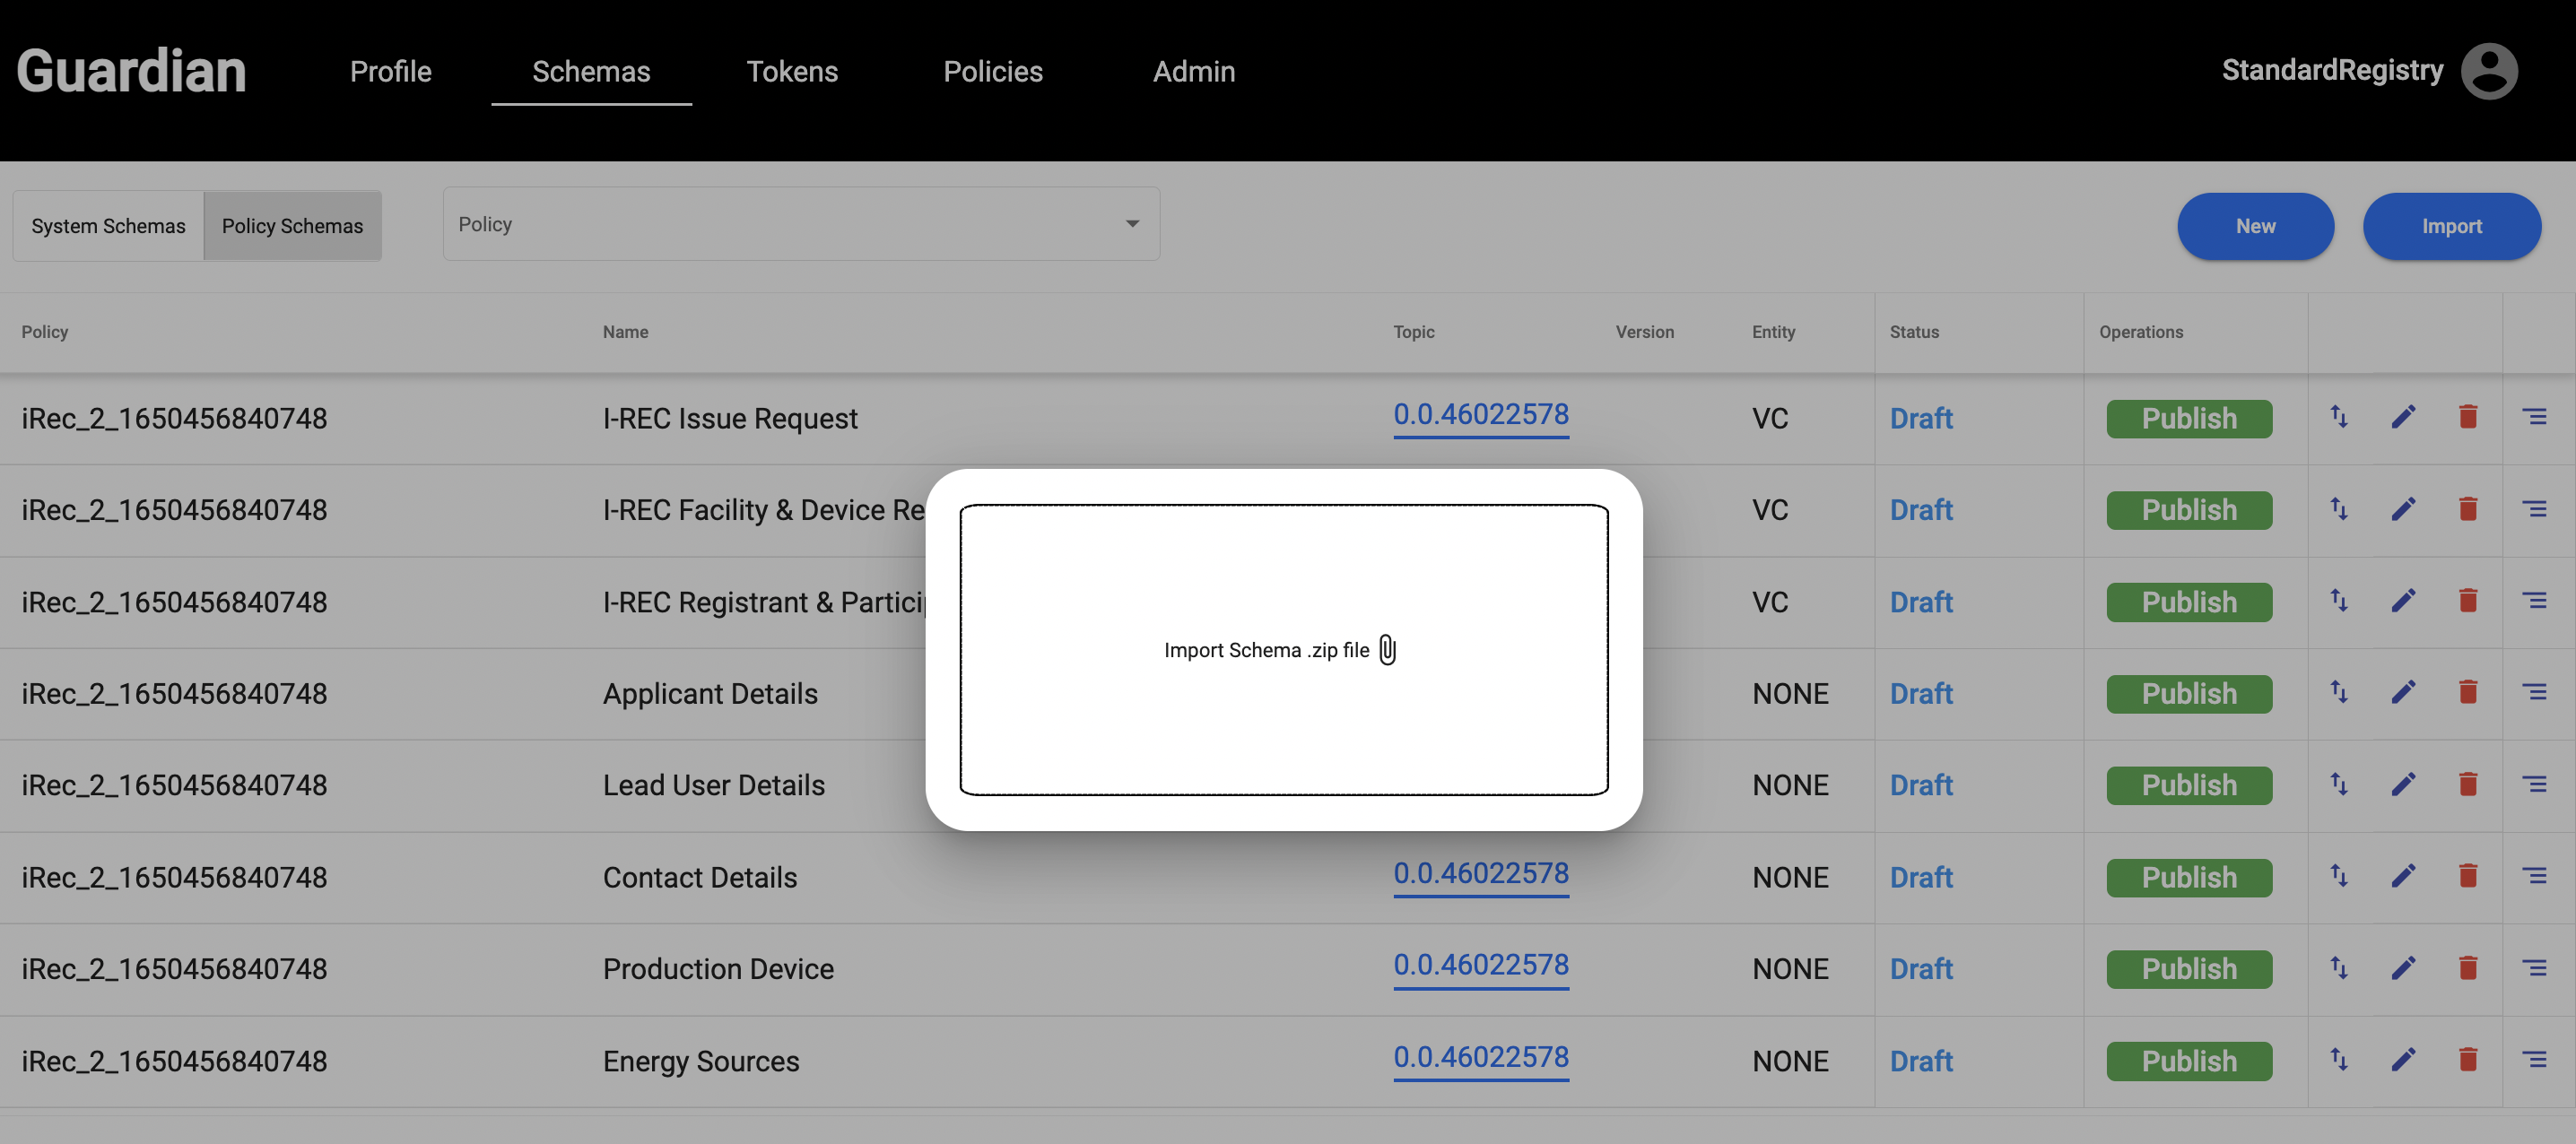 Guardian Profile Schemas Tokens Policies Admin StandardRegistry
System Schemas Policy Schemas Policy New Import
Policy Name Topic Version Entity Status Operations
iRec_2_1650456840748 I-REC Issue Request 0.0.46022578 VC Draft Publish
iRec_2_1650456840748 I-REC Facility & Device VC Draft Publish
iRec_2_1650456840748 I-REC Registrant & VC Draft Publish
Import Schema .zip file
iRec_2_1650456840748 Applicant Details NONE Draft Publish
iRec_2_1650456840748 Lead User Details NONE Draft Publish
iRec_2_1650456840748 Contact Details 0.0.46022578 NONE Draft Publish
iRec_2_1650456840748 Production Device 0.0.46022578 NONE Draft Publish
iRec_2_1650456840748 Energy Sources 0.0.46022578 NONE Draft Publish